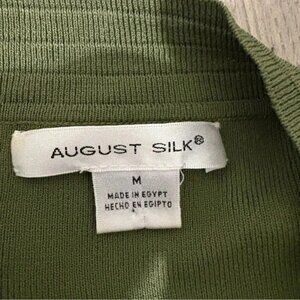 AUGUST SILK®
M
MADE IN EGYPT
HECHO EN EGIPTO